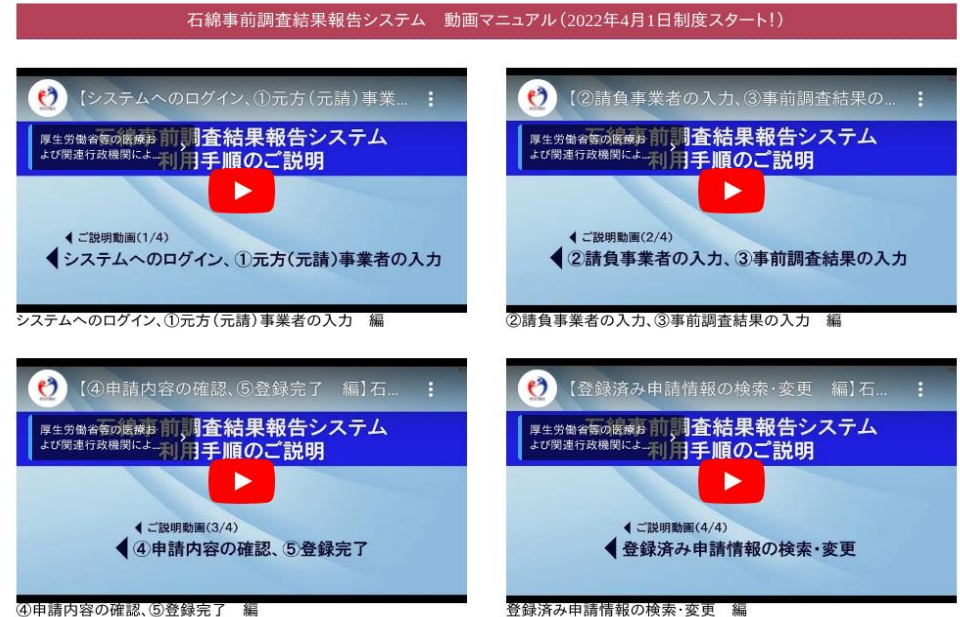 石綿事前調査結果報告システム　動画マニュアル（2022年4月1日制度スタート！）
【システムへのログイン、①元方（元請）事業...
厚生労働省等の医療お
よび関連行政機関によ...
石綿事前調査結果報告システム
利用手順のご説明
ご説明動画(1/4)
システムへのログイン、①元方(元請)事業者の入力
システムへのログイン、①元方（元請）事業者の入力　編
【②請負事業者の入力、③事前調査結果の...
厚生労働省等の医療お
よび関連行政機関によ...
石綿事前調査結果報告システム
利用手順のご説明
ご説明動画(2/4)
②請負事業者の入力、③事前調査結果の入力
②請負事業者の入力、③事前調査結果の入力　編
【④申請内容の確認、⑤登録完了　編】石...
厚生労働省等の医療お
よび関連行政機関によ...
石綿事前調査結果報告システム
利用手順のご説明
ご説明動画(3/4)
④申請内容の確認、⑤登録完了
④申請内容の確認、⑤登録完了　編
【登録済み申請情報の検索・変更　編】石...
厚生労働省等の医療お
よび関連行政機関によ...
石綿事前調査結果報告システム
利用手順のご説明
ご説明動画(4/4)
登録済み申請情報の検索・変更
登録済み申請情報の検索・変更　編